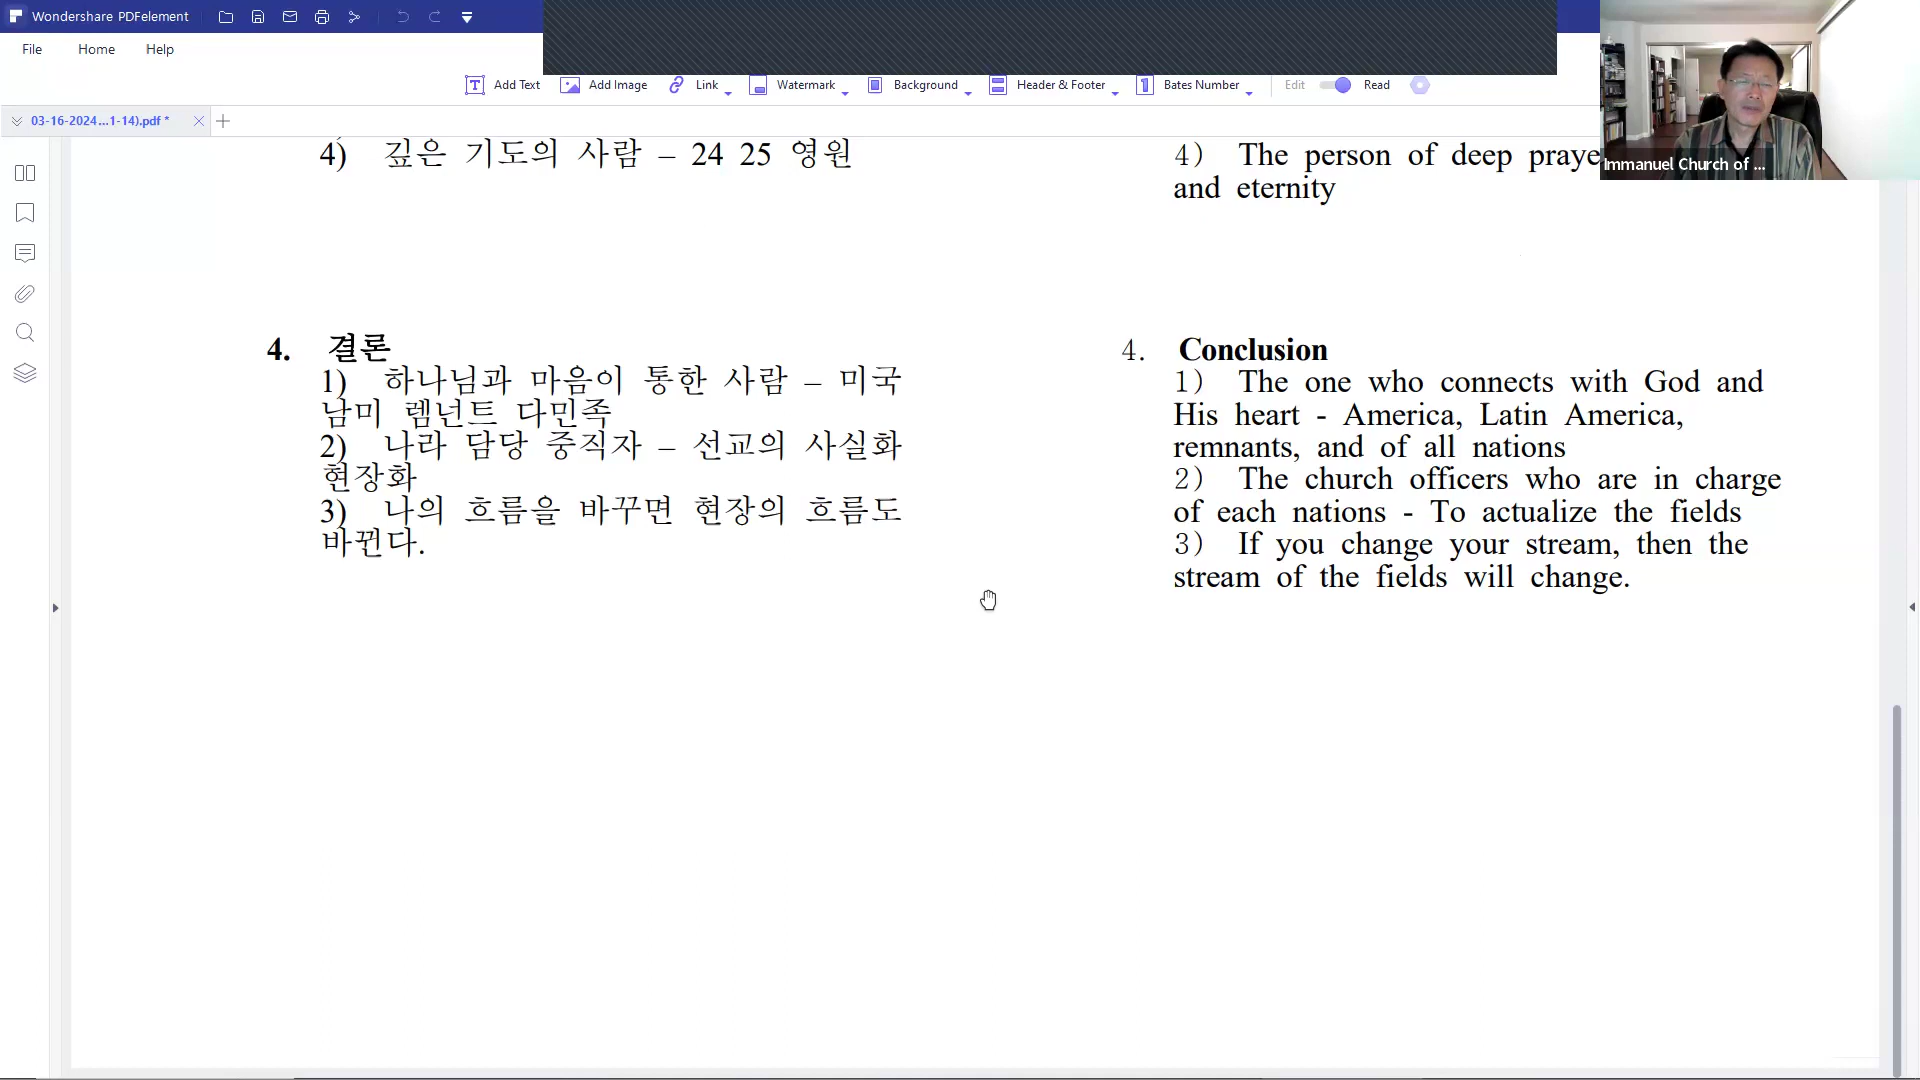 Wondershare PDFelement
File Home Help
Add Text Add Image Link Watermark Background Header & Footer Bates Number Edit Read
03-16-2024...1-14).pdf *
Immanuel Church of ...
4) 깊은 기도의 사람 – 24 25 영원
4. 결론
1) 하나님과 마음이 통한 사람 – 미국
남미 렘넌트 다민족
2) 나라 담당 중직자 – 선교의 사실화
현장화
3) 나의 흐름을 바꾸면 현장의 흐름도
바뀐다.
4) The person of deep praye
and eternity
4. Conclusion
1) The one who connects with God and
His heart - America, Latin America,
remnants, and of all nations
2) The church officers who are in charge
of each nations - To actualize the fields
3) If you change your stream, then the
stream of the fields will change.